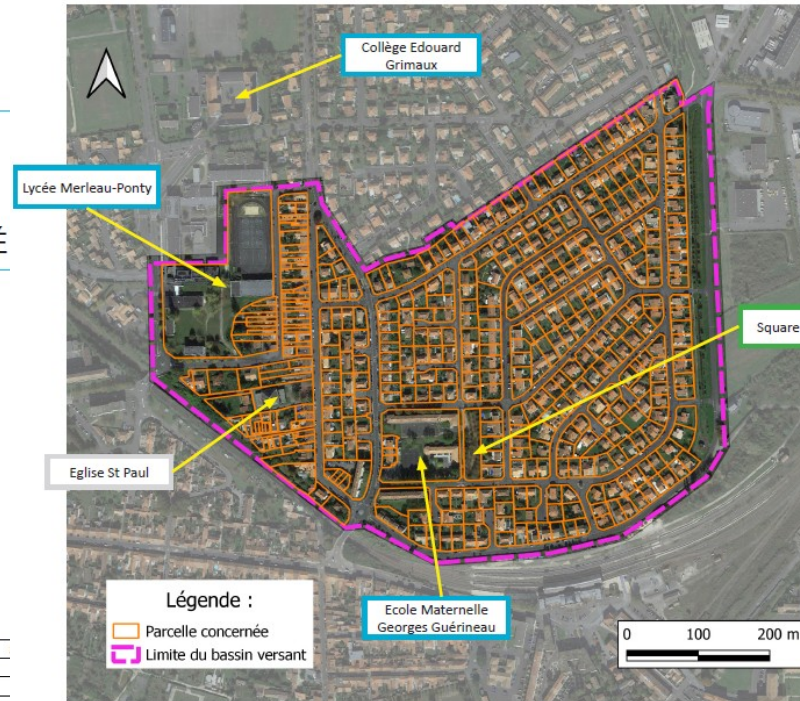 Collège Edouard
Grimaux
Lycée Merleau-Ponty
É
Square
Eglise St Paul
Ecole Maternelle
Georges Guérineau
Légende :
Parcelle concernée
Limite du bassin versant
0 100 200 m